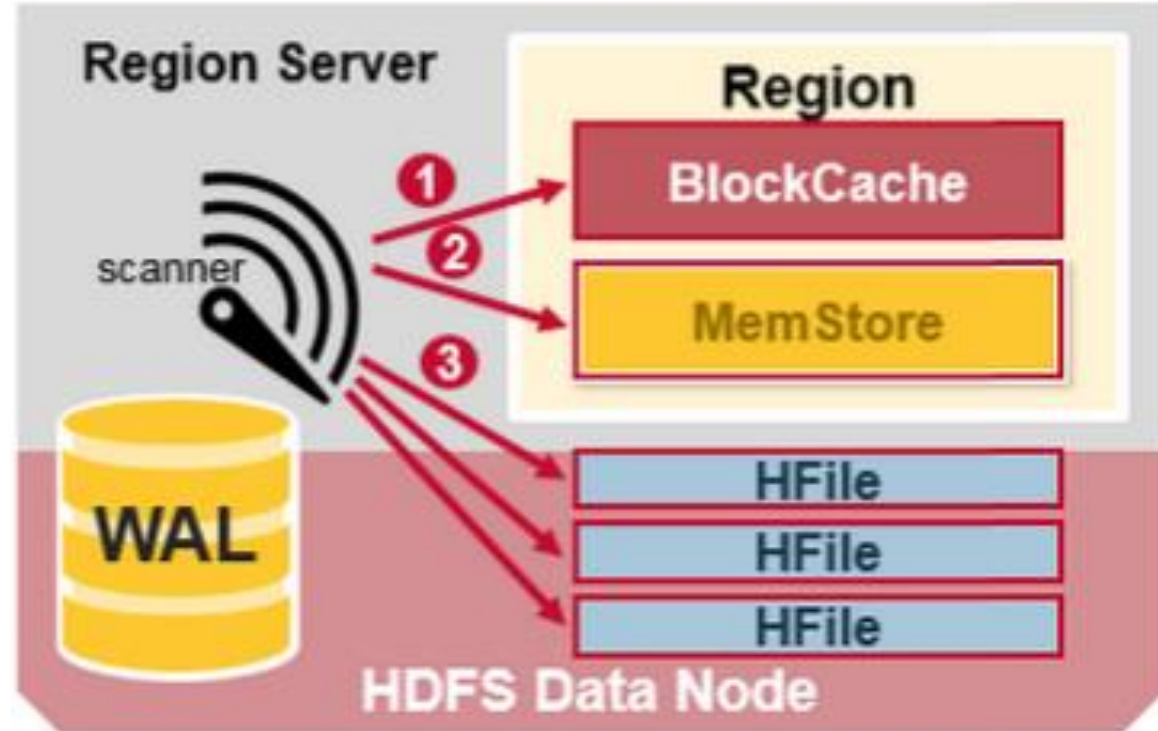 Region Server
Region
1
BlockCache
2
scanner
MemStore
3
HFile
WAL
HFile
HFile
HDFS Data Node